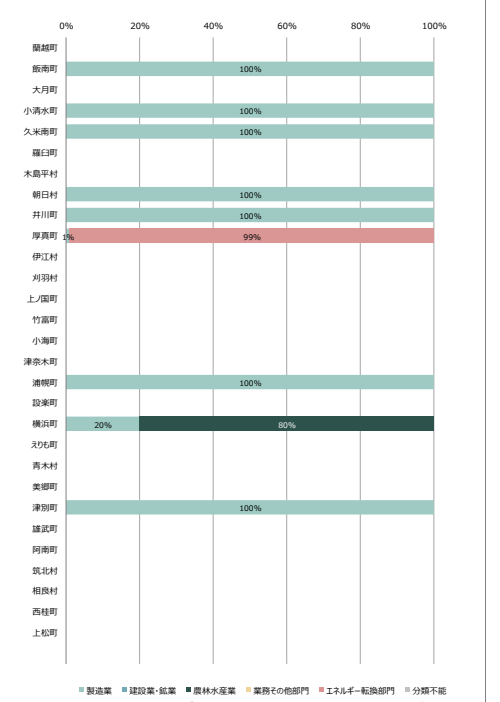 0% 20% 40% 60% 80% 100%
蘭越町
飯南町 100%
大月町
小清水町 100%
久米南町 100%
羅臼町
木島平村
朝日村 100%
井川町 100%
厚真町 1% 99%
伊江村
刈羽村
上ノ国町
竹富町
小海町
津奈木町
浦幌町 100%
設楽町
横浜町 20% 80%
えりも町
青木村
美郷町
津別町 100%
雄武町
阿南町
筑北村
相良村
西桂町
上松町
製造業 建設業・鉱業 農林水産業 業務その他部門 エネルギー転換部門 分類不能